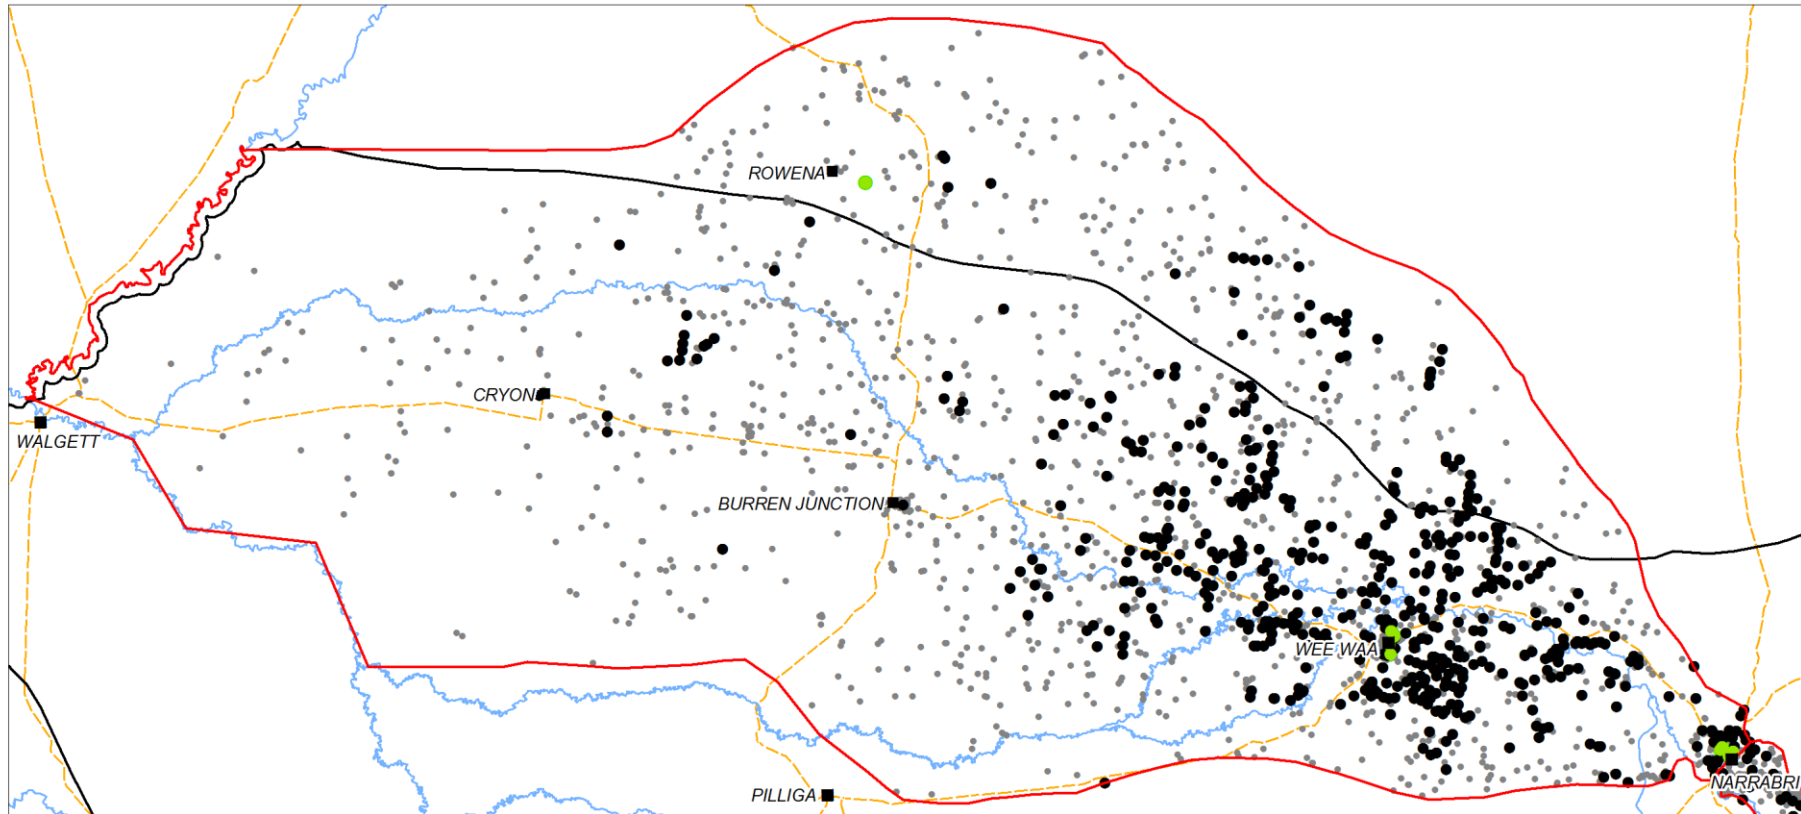 ROWENA
CRYON
WALGETT
BURREN JUNCTION
WEE WAA
NARRABRI
PILLIGA